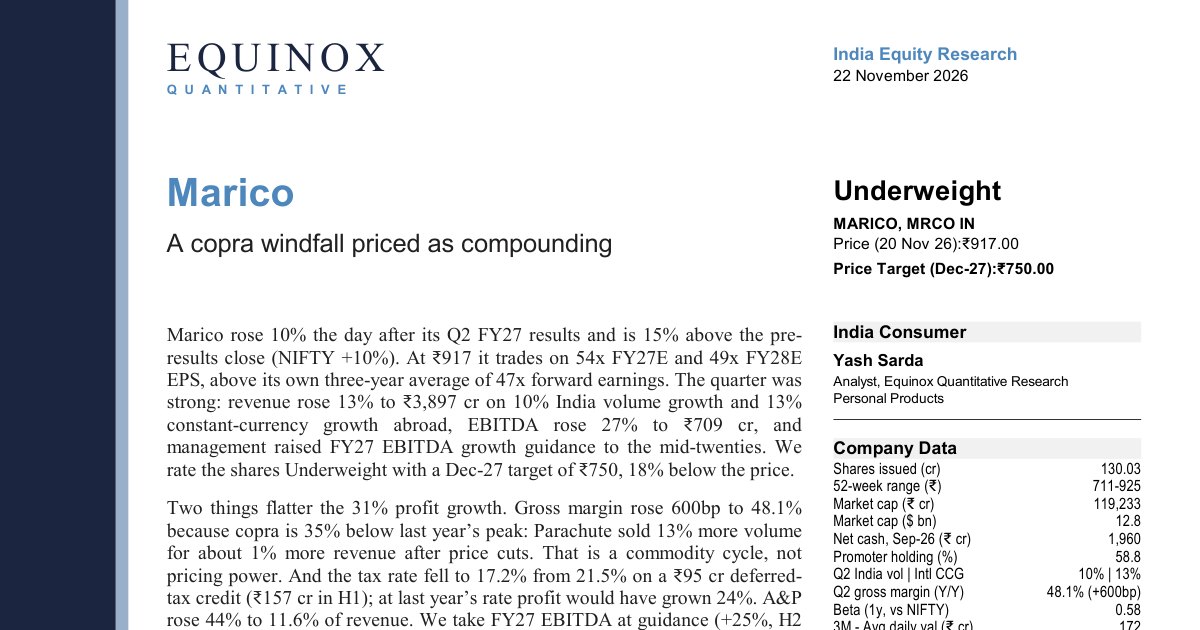 EQUINOX
QUANTITATIVE
India Equity Research
22 November 2026
Marico
A copra windfall priced as compounding
Marico rose 10% the day after its Q2 FY27 results and is 15% above the pre-
results close (NIFTY +10%). At ₹917 it trades on 54x FY27E and 49x FY28E
EPS, above its own three-year average of 47x forward earnings. The quarter was
strong: revenue rose 13% to ₹3,897 cr on 10% India volume growth and 13%
constant-currency growth abroad, EBITDA rose 27% to ₹709 cr, and
management raised FY27 EBITDA growth guidance to the mid-twenties. We
rate the shares Underweight with a Dec-27 target of ₹750, 18% below the price.
Two things flatter the 31% profit growth. Gross margin rose 600bp to 48.1%
because copra is 35% below last year's peak: Parachute sold 13% more volume
for about 1% more revenue after price cuts. That is a commodity cycle, not
pricing power. And the tax rate fell to 17.2% from 21.5% on a ₹95 cr deferred-
tax credit (₹157 cr in H1); at last year's rate profit would have grown 24%. A&P
rose 44% to 11.6% of revenue. We take FY27 EBITDA at guidance (+25%, H2
Underweight
MARICO, MRCO IN
Price (20 Nov 26):₹917.00
Price Target (Dec-27):₹750.00
India Consumer
Yash Sarda
Analyst, Equinox Quantitative Research
Personal Products
Company Data
Shares issued (cr) 130.03
52-week range (₹) 711-925
Market cap (₹ cr) 119,233
Market cap ($ bn) 12.8
Net cash, Sep-26 (₹ cr) 1,960
Promoter holding (%) 58.8
Q2 India vol | Intl CCG 10% | 13%
Q2 gross margin (Y/Y) 48.1% (+600bp)
Beta (1y, vs NIFTY) 0.58
3M - Avg daily val (₹ cr) 172